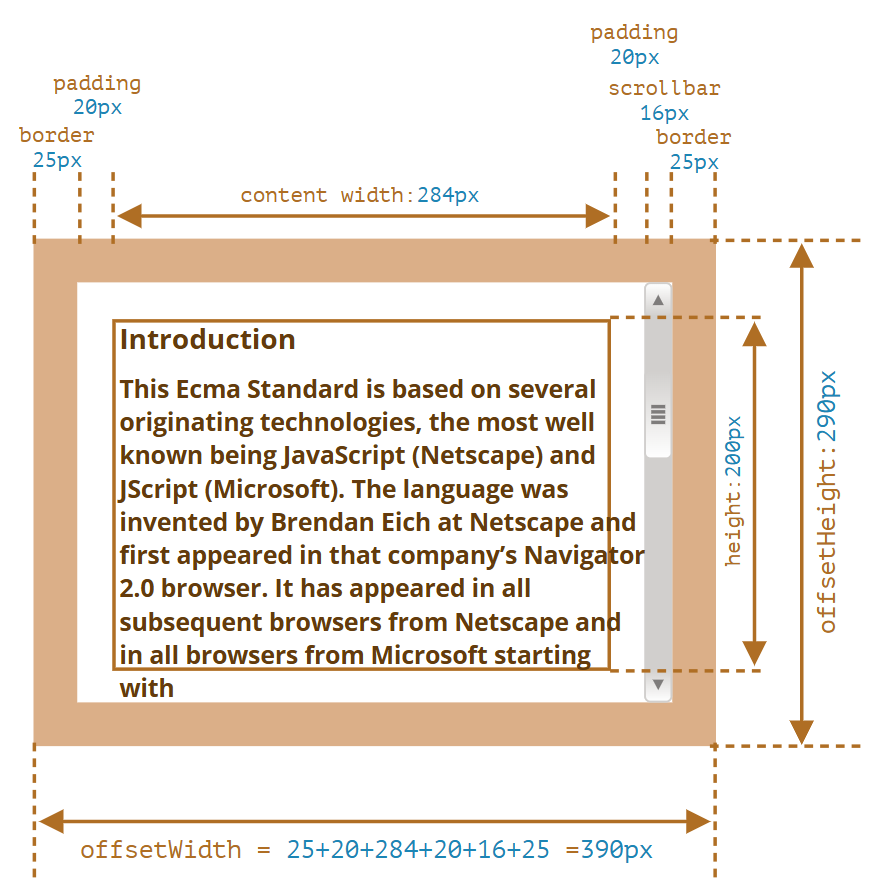 padding
20px
padding
20px
scrollbar
16px
border
25px
border
25px
content width:284px
Introduction
This Ecma Standard is based on several
originating technologies, the most well
known being JavaScript (Netscape) and
JScript (Microsoft). The language was
invented by Brendan Eich at Netscape and
first appeared in that company’s Navigator
2.0 browser. It has appeared in all
subsequent browsers from Netscape and
in all browsers from Microsoft starting
with
height:200px
offsetHeight:290px
offsetWidth = 25+20+284+20+16+25 =390px